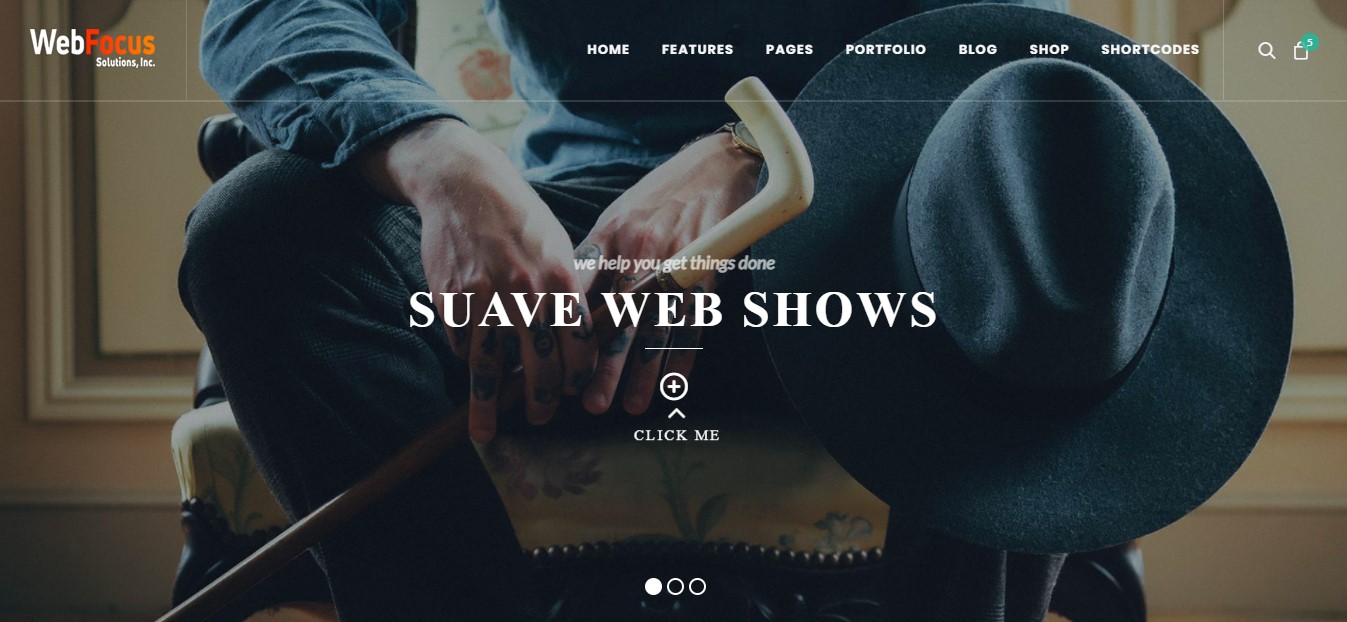 WebFocus
Solutions, Inc.
HOME FEATURES PAGES PORTFOLIO BLOG SHOP SHORTCODES
5
we help you get things done
SUAVE WEB SHOWS
CLICK ME